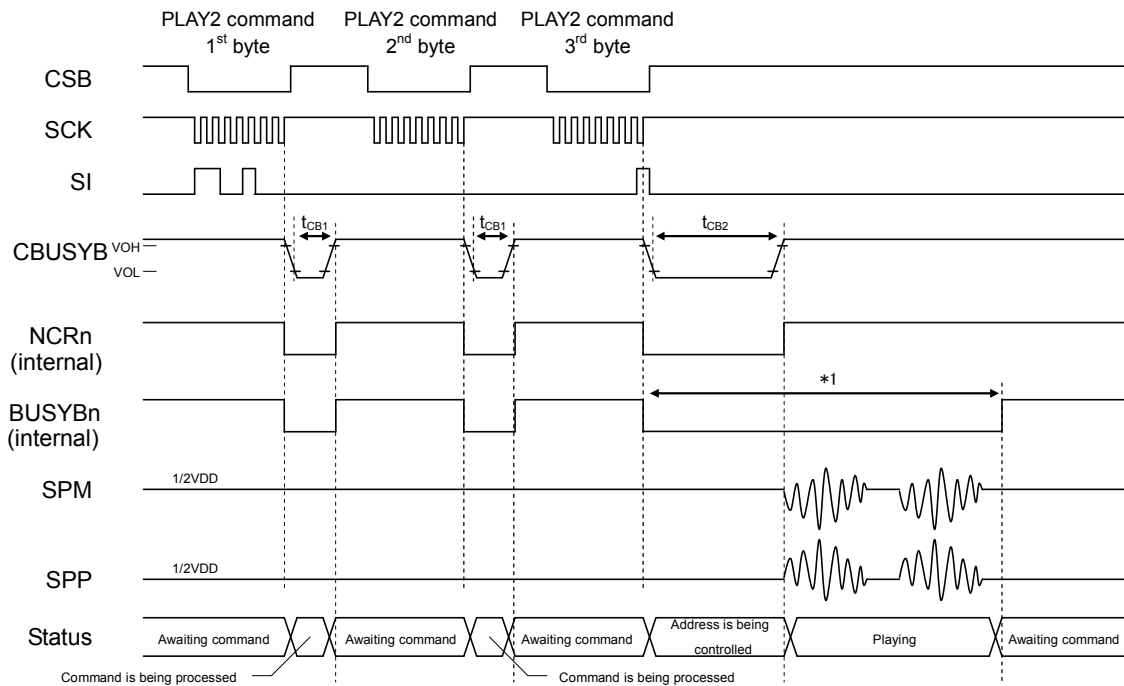 PLAY2 command
1st byte
PLAY2 command
2nd byte
PLAY2 command
3rd byte
CSB
SCK
SI
tCB1
tCB1
tCB2
CBUSYB
VOH
VOL
NCRn
(internal)
*1
BUSYBn
(internal)
1/2VDD
SPM
1/2VDD
SPP
Status
Awaiting command
Awaiting command
Awaiting command
Address is being
controlled
Playing
Awaiting command
Command is being processed
Command is being processed